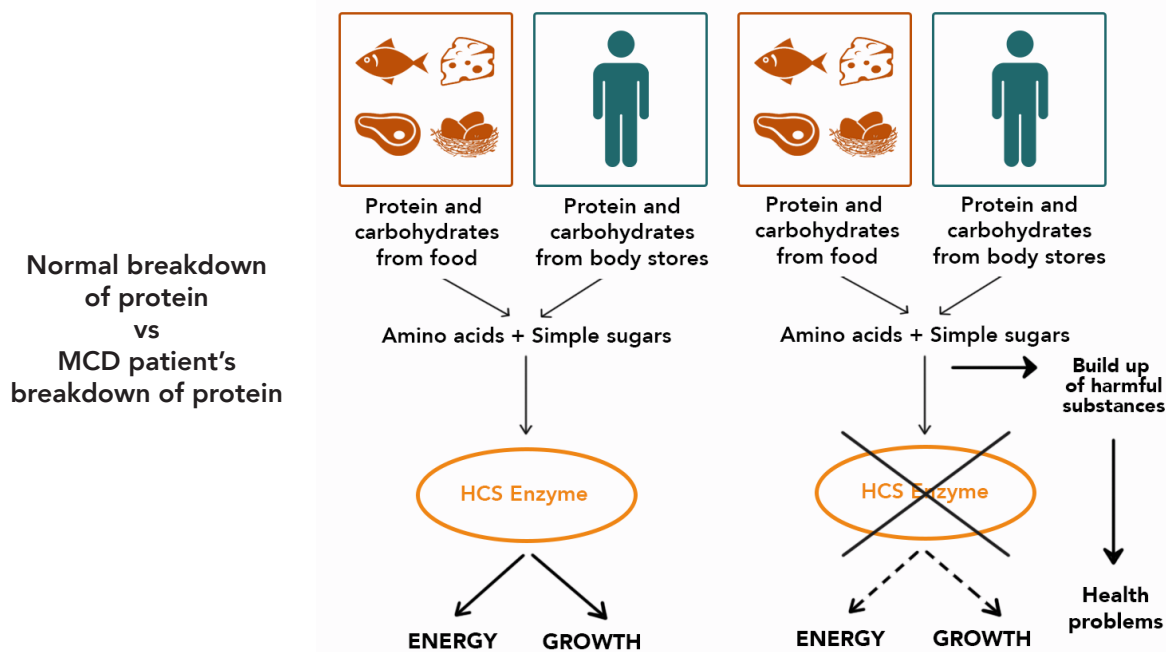 Normal breakdown
of protein
vs
MCD patient's
breakdown of protein
Protein and
carbohydrates
from food
Protein and
carbohydrates
from body stores
Amino acids + Simple sugars
HCS Enzyme
ENERGY
GROWTH
Protein and
carbohydrates
from food
Protein and
carbohydrates
from body stores
Amino acids + Simple sugars
Build up
of harmful
substances
HCS Enzyme
Health
problems
ENERGY
GROWTH